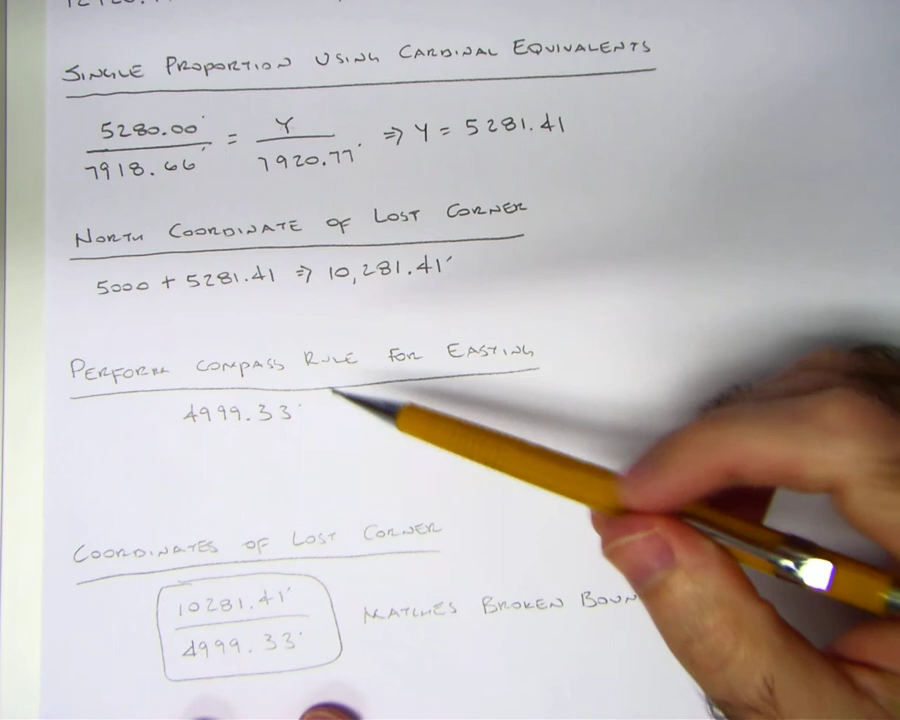 SINGLE PROPORTION USING CARDINAL EQUIVALENTS
5280.00' / 7918.66' = Y / 7920.77' ⇒ Y = 5281.41
NORTH COORDINATE OF LOST CORNER
5000 + 5281.41 ⇒ 10,281.41'
PERFORM COMPASS RULE FOR EASTING
4999.33'
COORDINATES OF LOST CORNER
10281.41'
4999.33'
MATCHES BROKEN BOUN